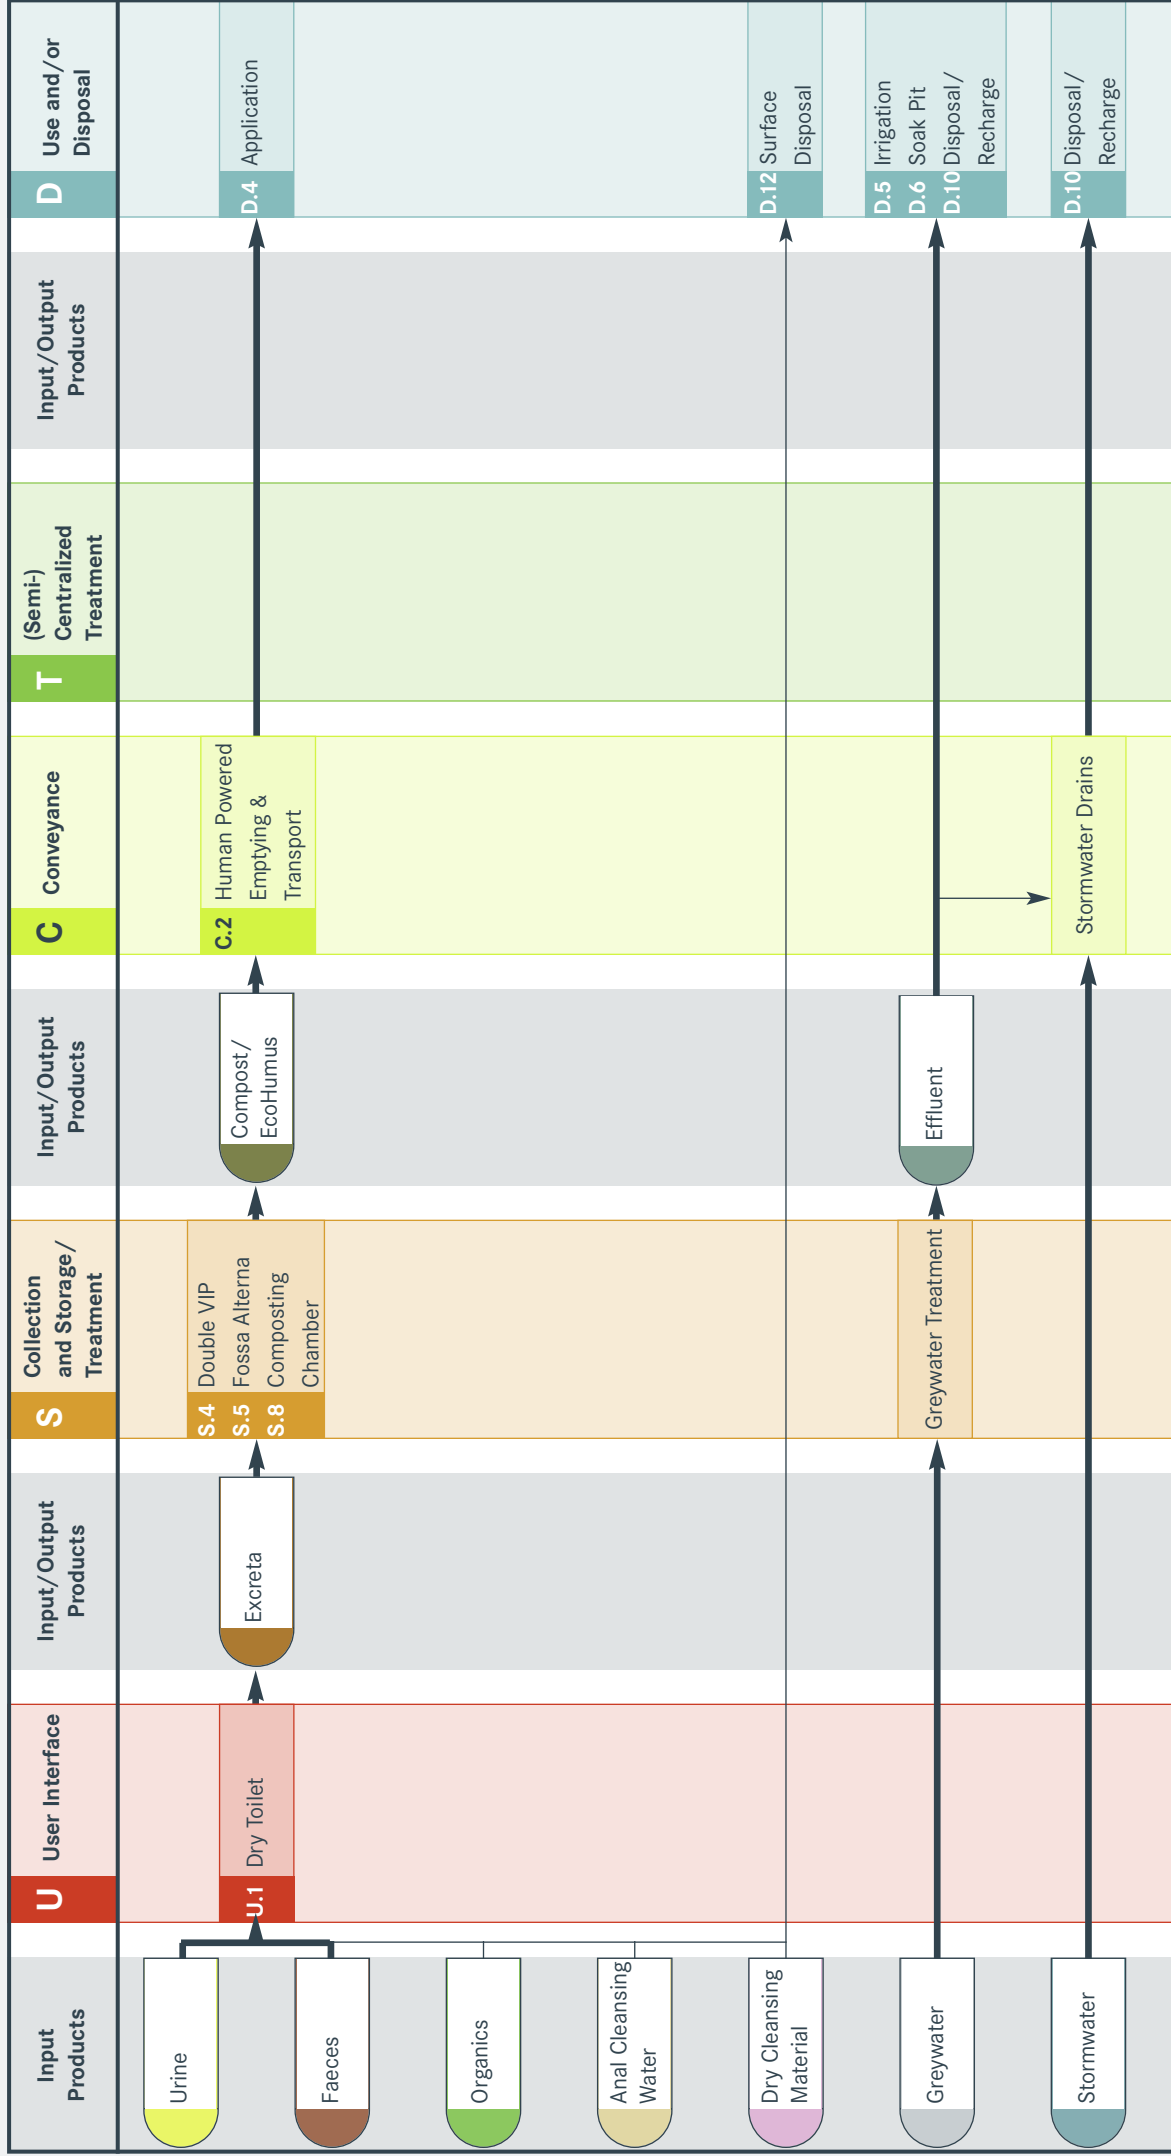 Input
Products
U
User Interface
Input/Output
Products
S
Collection
and Storage/
Treatment
Input/Output
Products
C
Conveyance
T
(Semi-)
Centralized
Treatment
Input/Output
Products
D
Use and/or
Disposal
Urine
Faeces
U.1 Dry Toilet
Excreta
S.4 Double VIP
S.5 Fossa Alterna
S.8 Composting
Chamber
Compost/
EcoHumus
C.2 Human Powered
Emptying &
Transport
D.4 Application
Organics
Anal Cleansing
Water
Dry Cleansing
Material
D.12 Surface
Disposal
Greywater
Greywater Treatment
Effluent
D.5 Irrigation
D.6 Soak Pit
D.10 Disposal/
Recharge
Stormwater
Stormwater Drains
D.10 Disposal/
Recharge